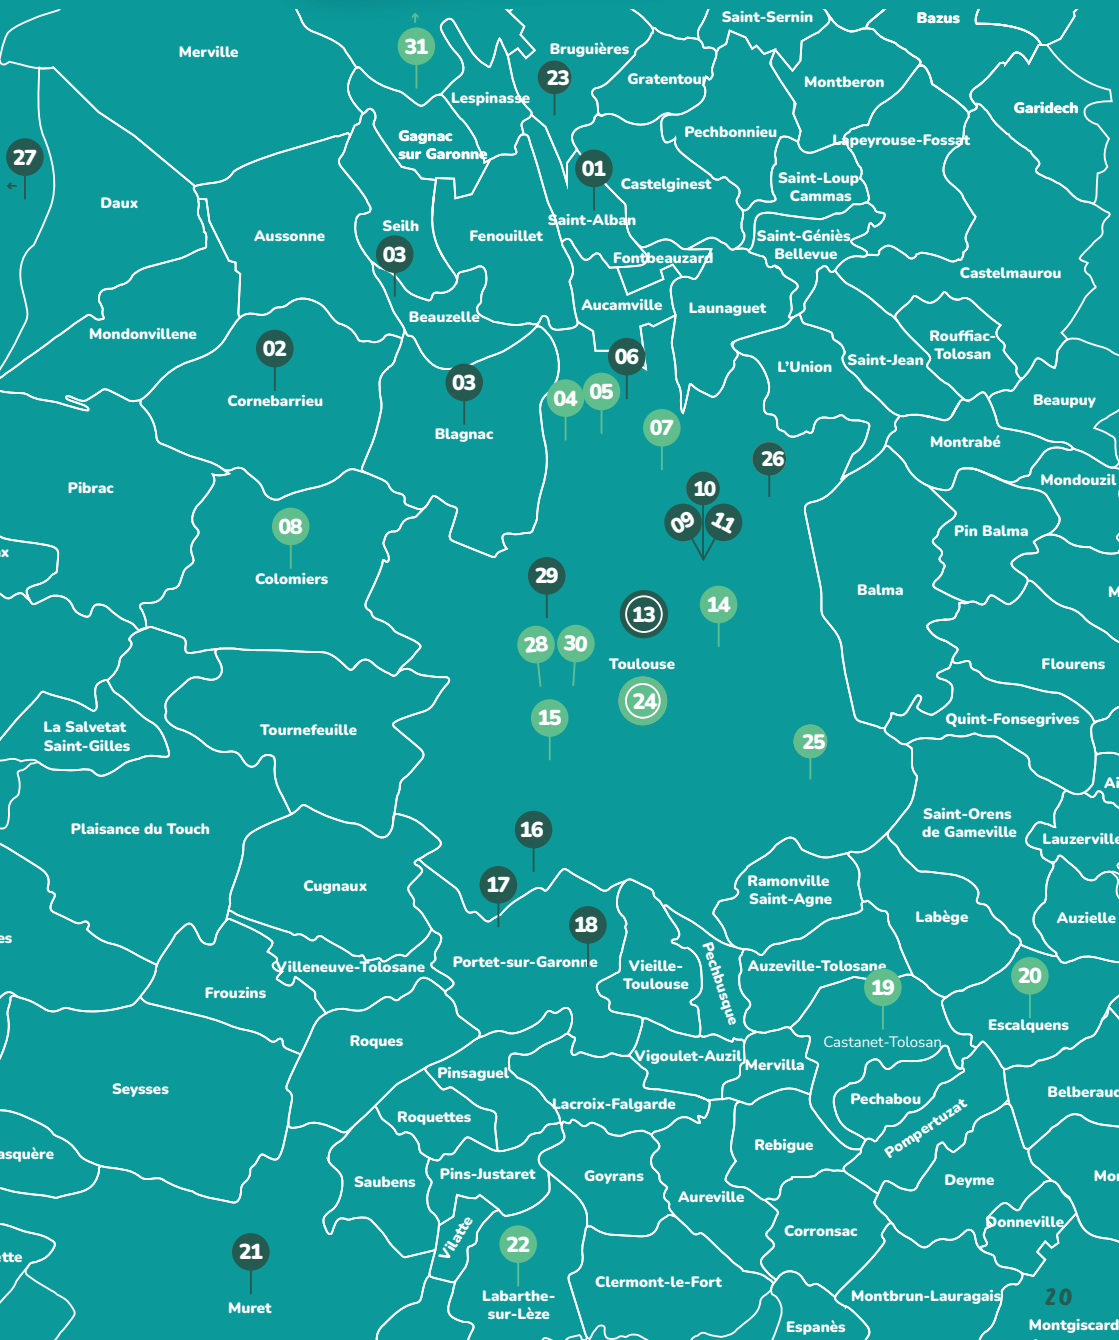 Saint-Sernin
Bazus
31
Merville
Bruguières
23
Gratentour
Montberon
Lespinasse
Garidech
Gagnac
sur Garonne
Pechbonnieu
Lapeyrouse-Fossat
27
01
Castelginest
Saint-Loup
Cammas
Daux
Seilh
Saint-Alban
Aussonne
Fenouillet
Saint-Géniès
Bellevue
03
Fontbeauzard
Castelmaurou
Beauzelle
Aucamville
Launaguet
Mondonvillene
02
06
Rouffiac-
Tolosan
L'Union
Saint-Jean
03
04
05
Cornebarrieu
Beaupuy
Blagnac
07
Montrabé
26
Pibrac
10
Mondouzil
09
11
08
Pin Balma
x
Colomiers
29
Balma
M
13
14
28
30
Toulouse
Flourens
24
15
Quint-Fonsegrives
La Salvetat
Saint-Gilles
Tournefeuille
25
Ai
Saint-Orens
de Gameville
Plaisance du Touch
16
Lauzerville
Cugnaux
17
Ramonville
Saint-Agne
18
Labège
Auzielle
es
Villeneuve-Tolosane
Portet-sur-Garonne
Vieille-
Toulouse
Pechbusque
Auzeville-Tolosane
19
20
Frouzins
Escalquens
Roques
Castanet-Tolosan
Vigoulet-Auzil
Mervilla
Pinsaguel
Seysses
Pechabou
Belberaud
Lacroix-Falgarde
Roquettes
Pompertuzat
asquère
Rebigue
Saubens
Pins-Justaret
Goyrans
Deyme
Mon
Aureville
Vilatte
Corronsac
Donneville
21
22
ette
Clermont-le-Fort
Labarthe-
sur-Lèze
Montbrun-Lauragais
20
Muret
Espanès
Montgiscard